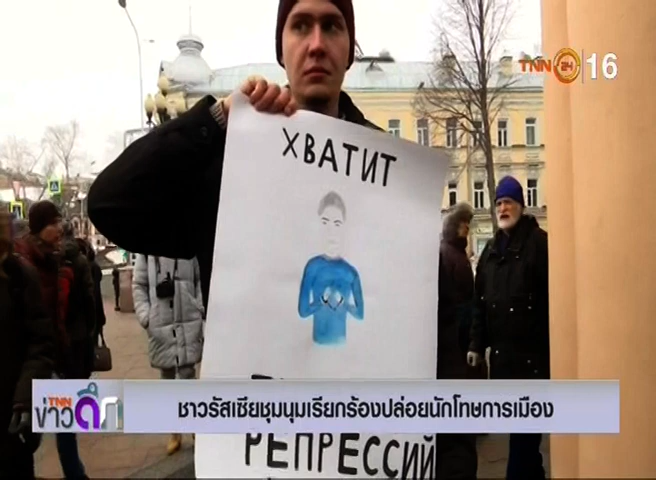 TNN 24 16
ХВАТИТ
TNN
ข่าวดึก
ชาวรัสเซียชุมนุมเรียกร้องปล่อยนักโทษการเมือง
РЕПРЕССИЙ